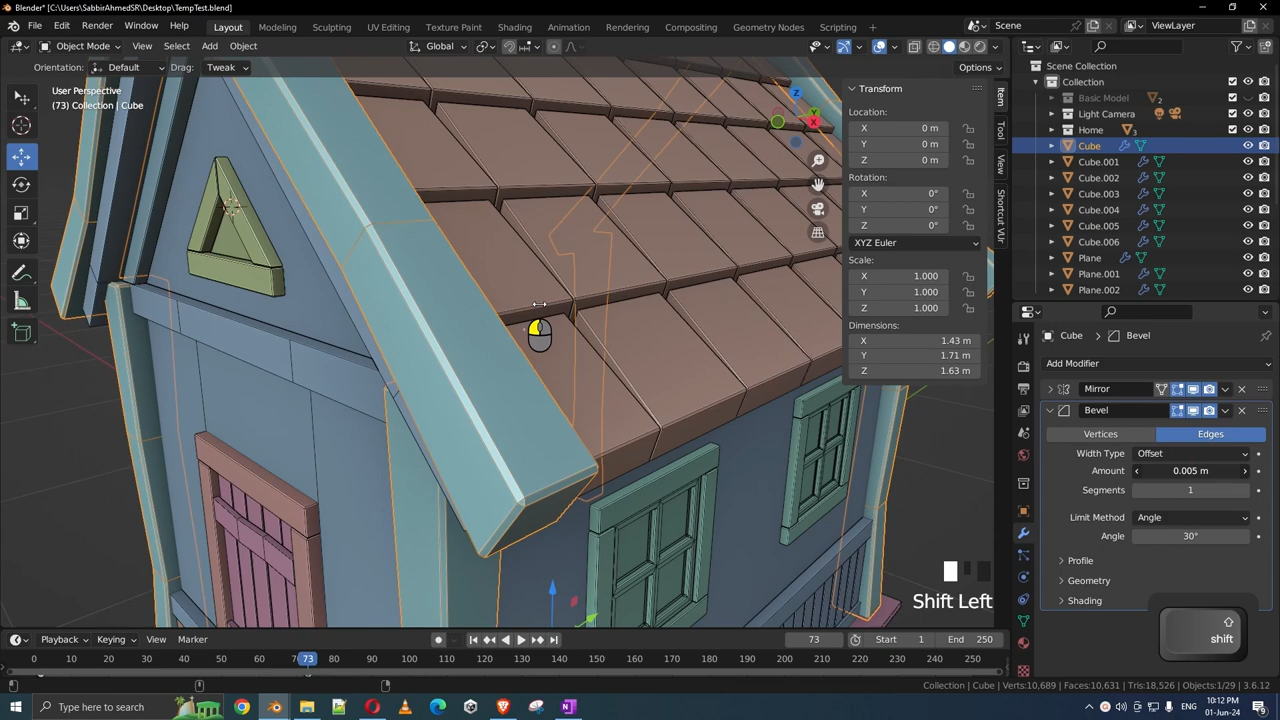 Blender* [C:\Users\SabbirAhmedSR\Desktop\TempTest.blend]
File Edit Render Window Help Layout Modeling Sculpting UV Editing Texture Paint Shading Animation Rendering Compositing Geometry Nodes Scripting Scene ViewLayer
Object Mode View Select Add Object Global
Orientation: Default Drag: Tweak Options
User Perspective
(73) Collection | Cube
Z
Y
X
Transform
Location:
X 0 m
Y 0 m
Z 0 m
Rotation:
X 0°
Y 0°
Z 0°
XYZ Euler
Scale:
X 1.000
Y 1.000
Z 1.000
Dimensions:
X 1.43 m
Y 1.71 m
Z 1.63 m
Item
Tool
View
Shortcut VUr
Scene Collection
Collection
Basic Model 2
Light Camera
Home 3
Cube
Cube.001
Cube.002
Cube.003
Cube.004
Cube.005
Cube.006
Plane
Plane.001
Plane.002
Cube Bevel
Add Modifier
Mirror
Bevel
Vertices Edges
Width Type Offset
Amount 0.005 m
Segments 1
Limit Method Angle
Angle 30°
Profile
Geometry
Shading
Shift Left
shift
Playback Keying View Marker 73 Start 1 End 250
0 10 20 30 40 50 60 73 80 90 100 110 120 130 140 150 160 170 180 190 200 210 220 230 240 250
Collection | Cube | Verts:10,689 | Faces:10,631 | Tris:18,526 | Objects:1/29 | 3.6.12
Type here to search
10:12 PM
01-Jun-24